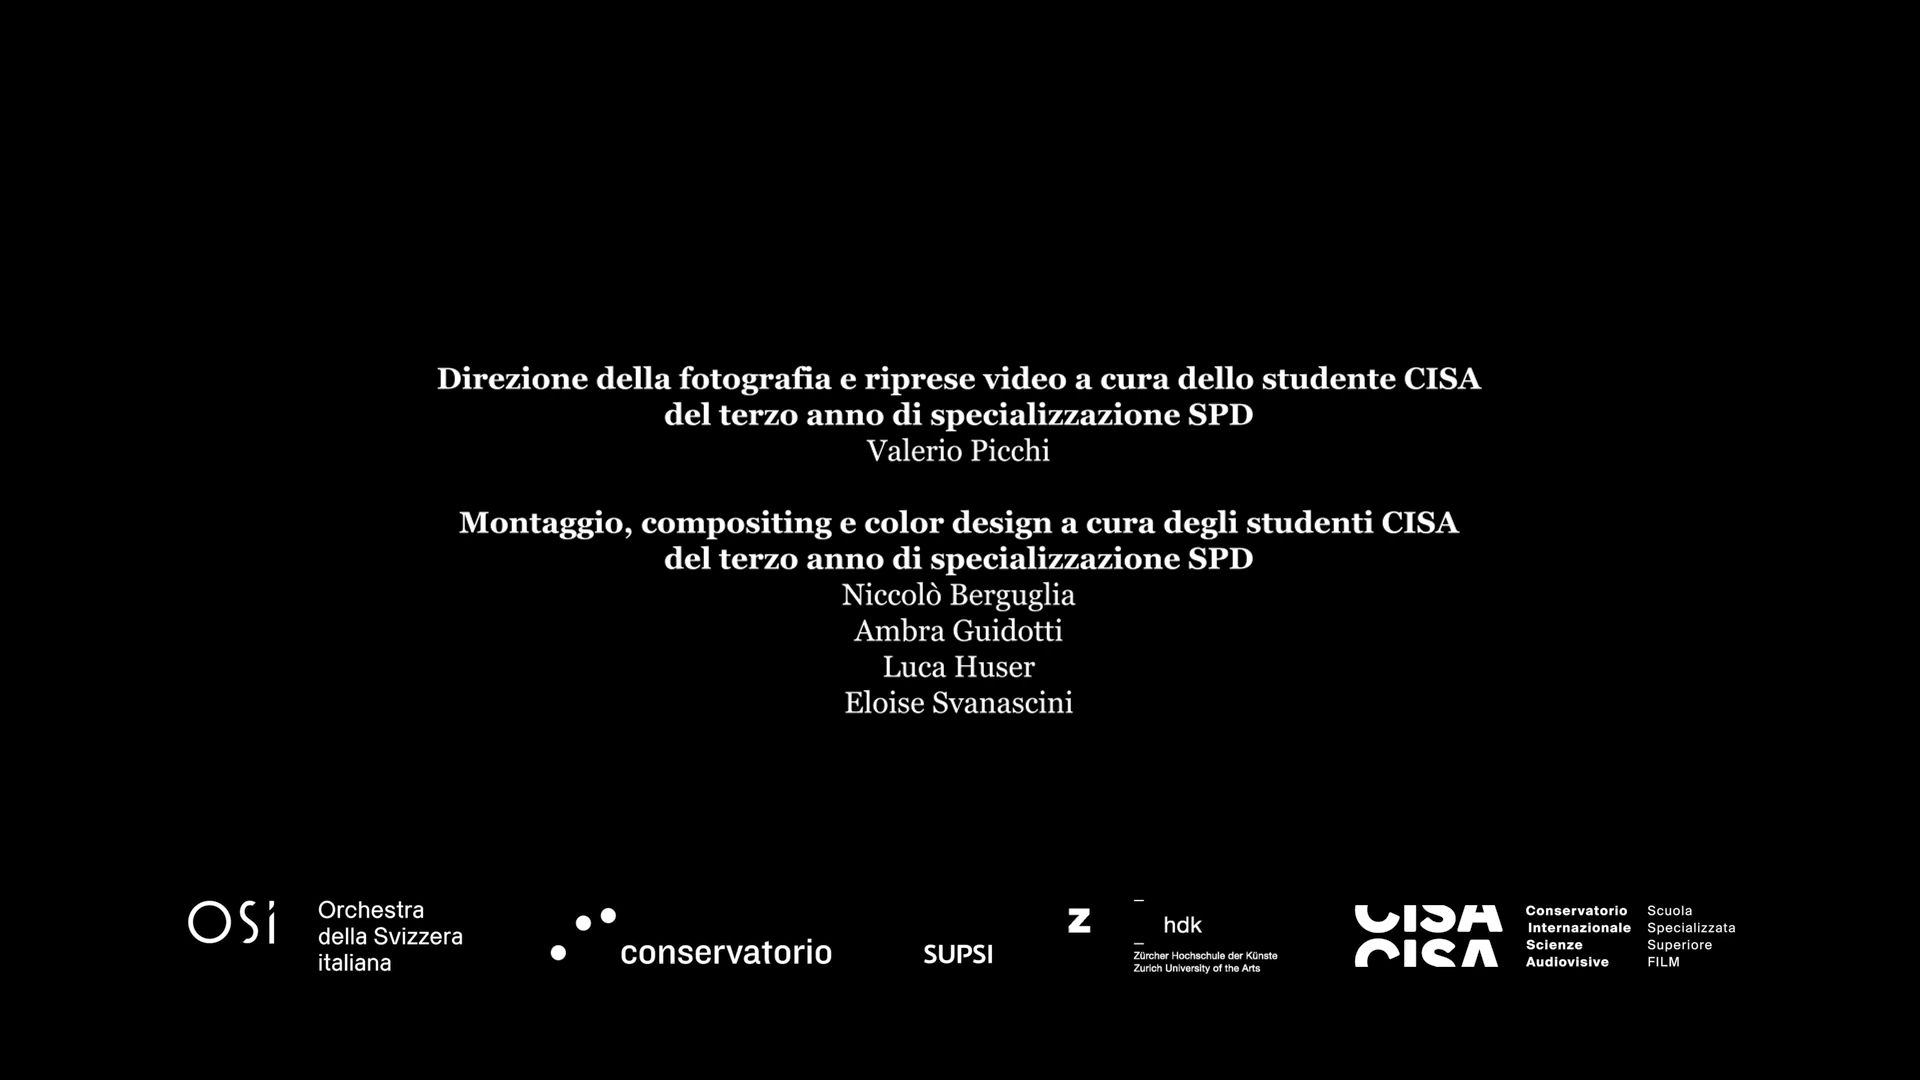 Direzione della fotografia e riprese video a cura dello studente CISA
del terzo anno di specializzazione SPD
Valerio Picchi
Montaggio, compositing e color design a cura degli studenti CISA
del terzo anno di specializzazione SPD
Niccolò Berguglia
Ambra Guidotti
Luca Huser
Eloise Svanascini
OSI
Orchestra
della Svizzera
italiana
conservatorio
SUPSI
Z
hdk
Zürcher Hochschule der Künste
Zurich University of the Arts
CISA
CISA
Conservatorio
Internazionale
Scienze
Audiovisive
Scuola
Specializzata
Superiore
FILM